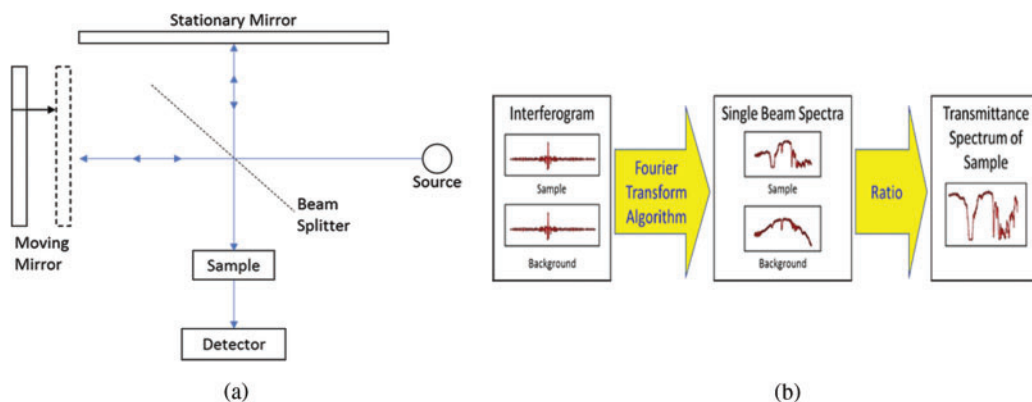 Stationary Mirror
Source
Beam
Splitter
Moving
Mirror
Sample
Detector
(a)
Interferogram
Sample
Background
Fourier
Transform
Algorithm
Single Beam Spectra
Sample
Background
Ratio
Transmittance
Spectrum of
Sample
(b)